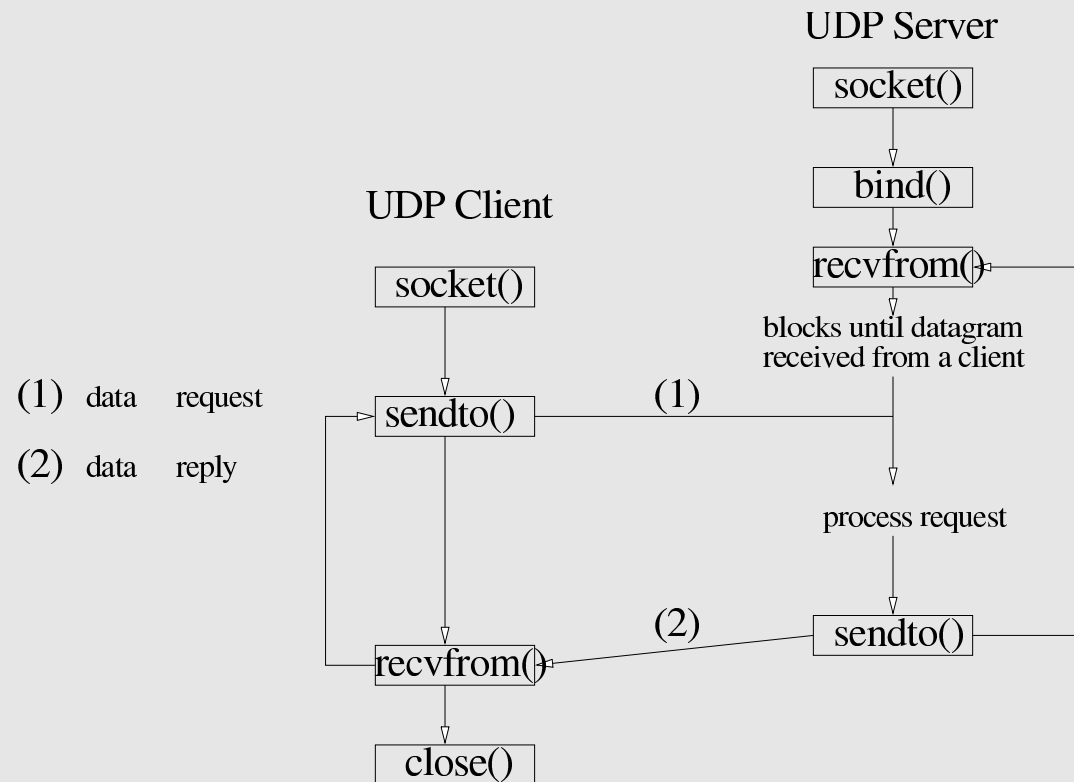 UDP Server
socket()
bind()
UDP Client
recvfrom()
socket()
blocks until datagram
received from a client
(1) data request
sendto()
(1)
(2) data reply
process request
(2)
sendto()
recvfrom()
close()